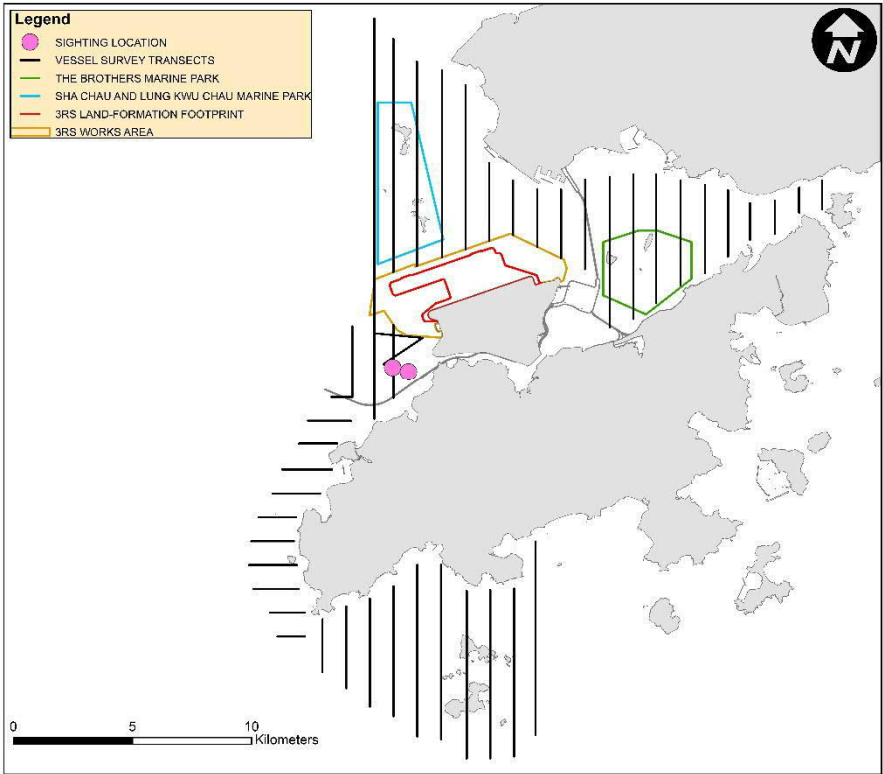 Legend
SIGHTING LOCATION
VESSEL SURVEY TRANSECTS
THE BROTHERS MARINE PARK
SHA CHAU AND LUNG KWU CHAU MARINE PARK
3RS LAND-FORMATION FOOTPRINT
3RS WORKS AREA
N
0 5 10
Kilometers